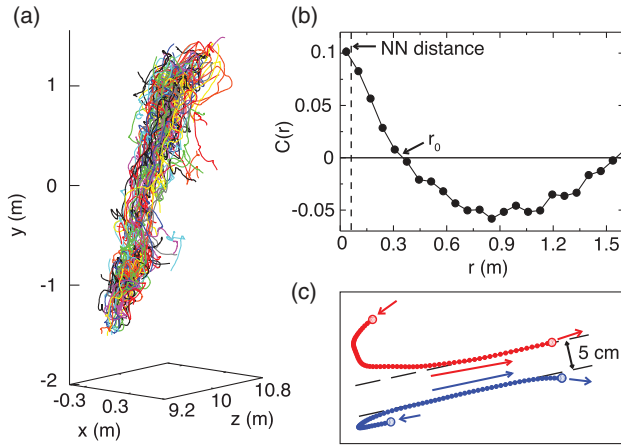 (a)
1
0
-1
-2
y (m)
-0.3
0.3
x (m)
9.2
10
10.8
z (m)
(b)
0.1
0.05
0
-0.05
C(r)
NN distance
r₀
0
0.3
0.6
0.9
1.2
1.5
r (m)
(c)
5 cm